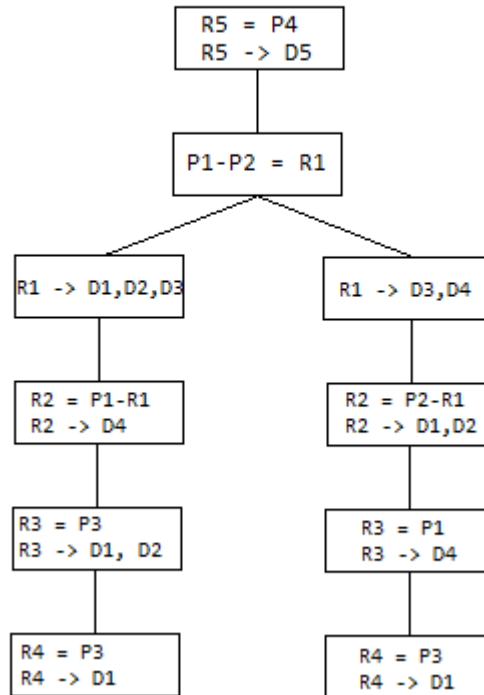 R5 = P4
R5 -> D5
P1-P2 = R1
R1 -> D1,D2,D3
R1 -> D3,D4
R2 = P1-R1
R2 -> D4
R2 = P2-R1
R2 -> D1,D2
R3 = P3
R3 -> D1, D2
R3 = P1
R3 -> D4
R4 = P3
R4 -> D1
R4 = P3
R4 -> D1